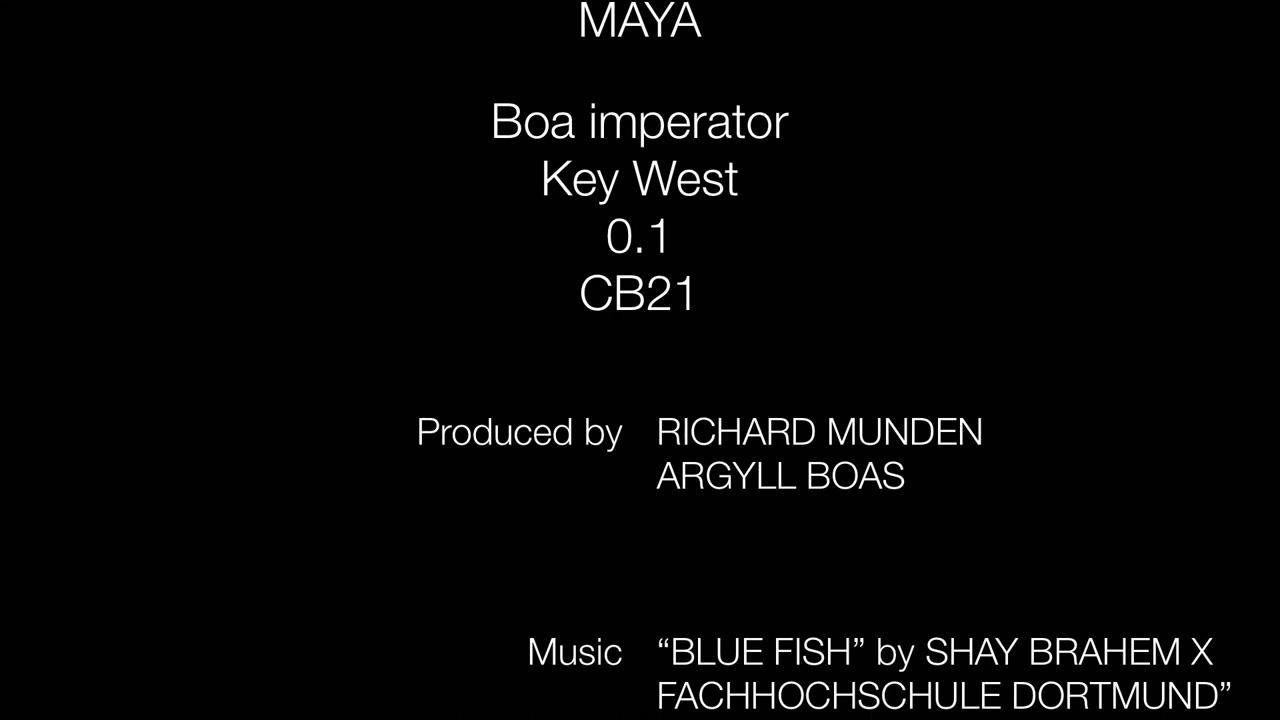 MAYA
Boa imperator
Key West
0.1
CB21
Produced by RICHARD MUNDEN
ARGYLL BOAS
Music “BLUE FISH” by SHAY BRAHEM X
FACHHOCHSCHULE DORTMUND”